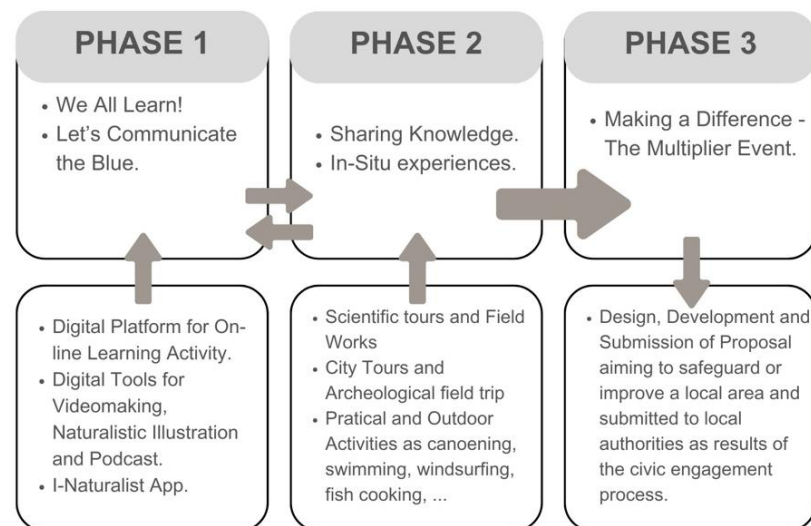 PHASE 1
• We All Learn!
• Let's Communicate
the Blue.
• Digital Platform for On-
line Learning Activity.
• Digital Tools for
Videomaking,
Naturalistic Illustration
and Podcast.
• I-Naturalist App.
PHASE 2
• Sharing Knowledge.
• In-Situ experiences.
• Scientific tours and Field
Works
• City Tours and
Archeological field trip
• Pratical and Outdoor
Activities as canoening,
swimming, windsurfing,
fish cooking, ...
PHASE 3
• Making a Difference -
The Multiplier Event.
• Design, Development and
Submission of Proposal
aiming to safeguard or
improve a local area and
submitted to local
authorities as results of
the civic engagement
process.